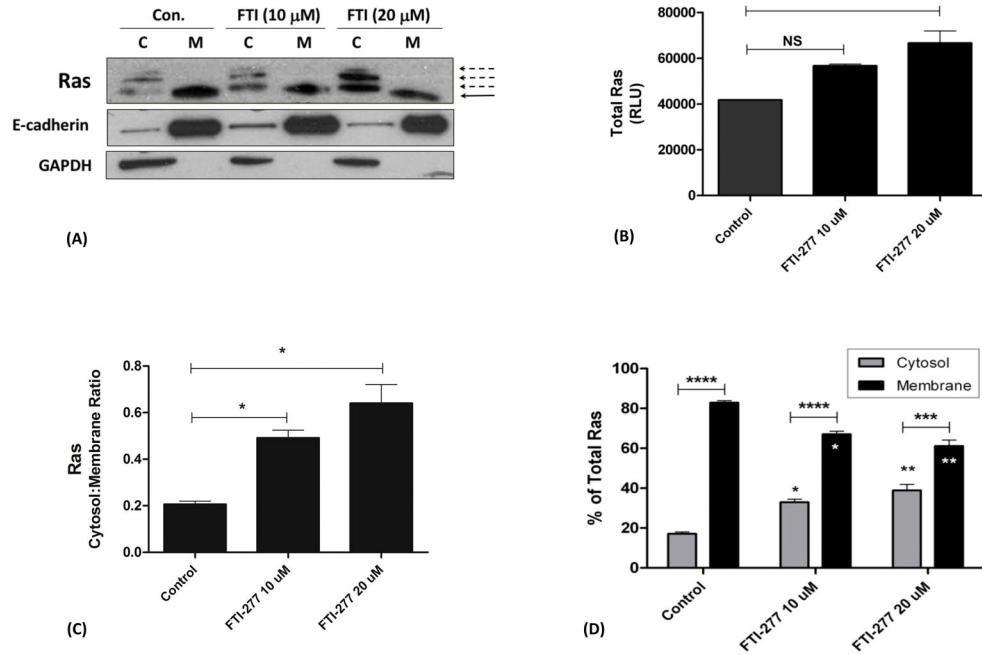 Con. FTI (10 μM) FTI (20 μM)
C M C M C M
Ras
E-cadherin
GAPDH
(A)
NS
Total Ras
(RLU)
80000
60000
40000
20000
0
Control
FTI-277 10 uM
FTI-277 20 uM
(B)
*
*
Ras
Cytosol:Membrane Ratio
0.8
0.6
0.4
0.2
0.0
Control
FTI-277 10 uM
FTI-277 20 uM
(C)
Cytosol
Membrane
% of Total Ras
100
80
60
40
20
0
**** **** ***
* * ** **
Control
FTI-277 10 uM
FTI-277 20 uM
(D)